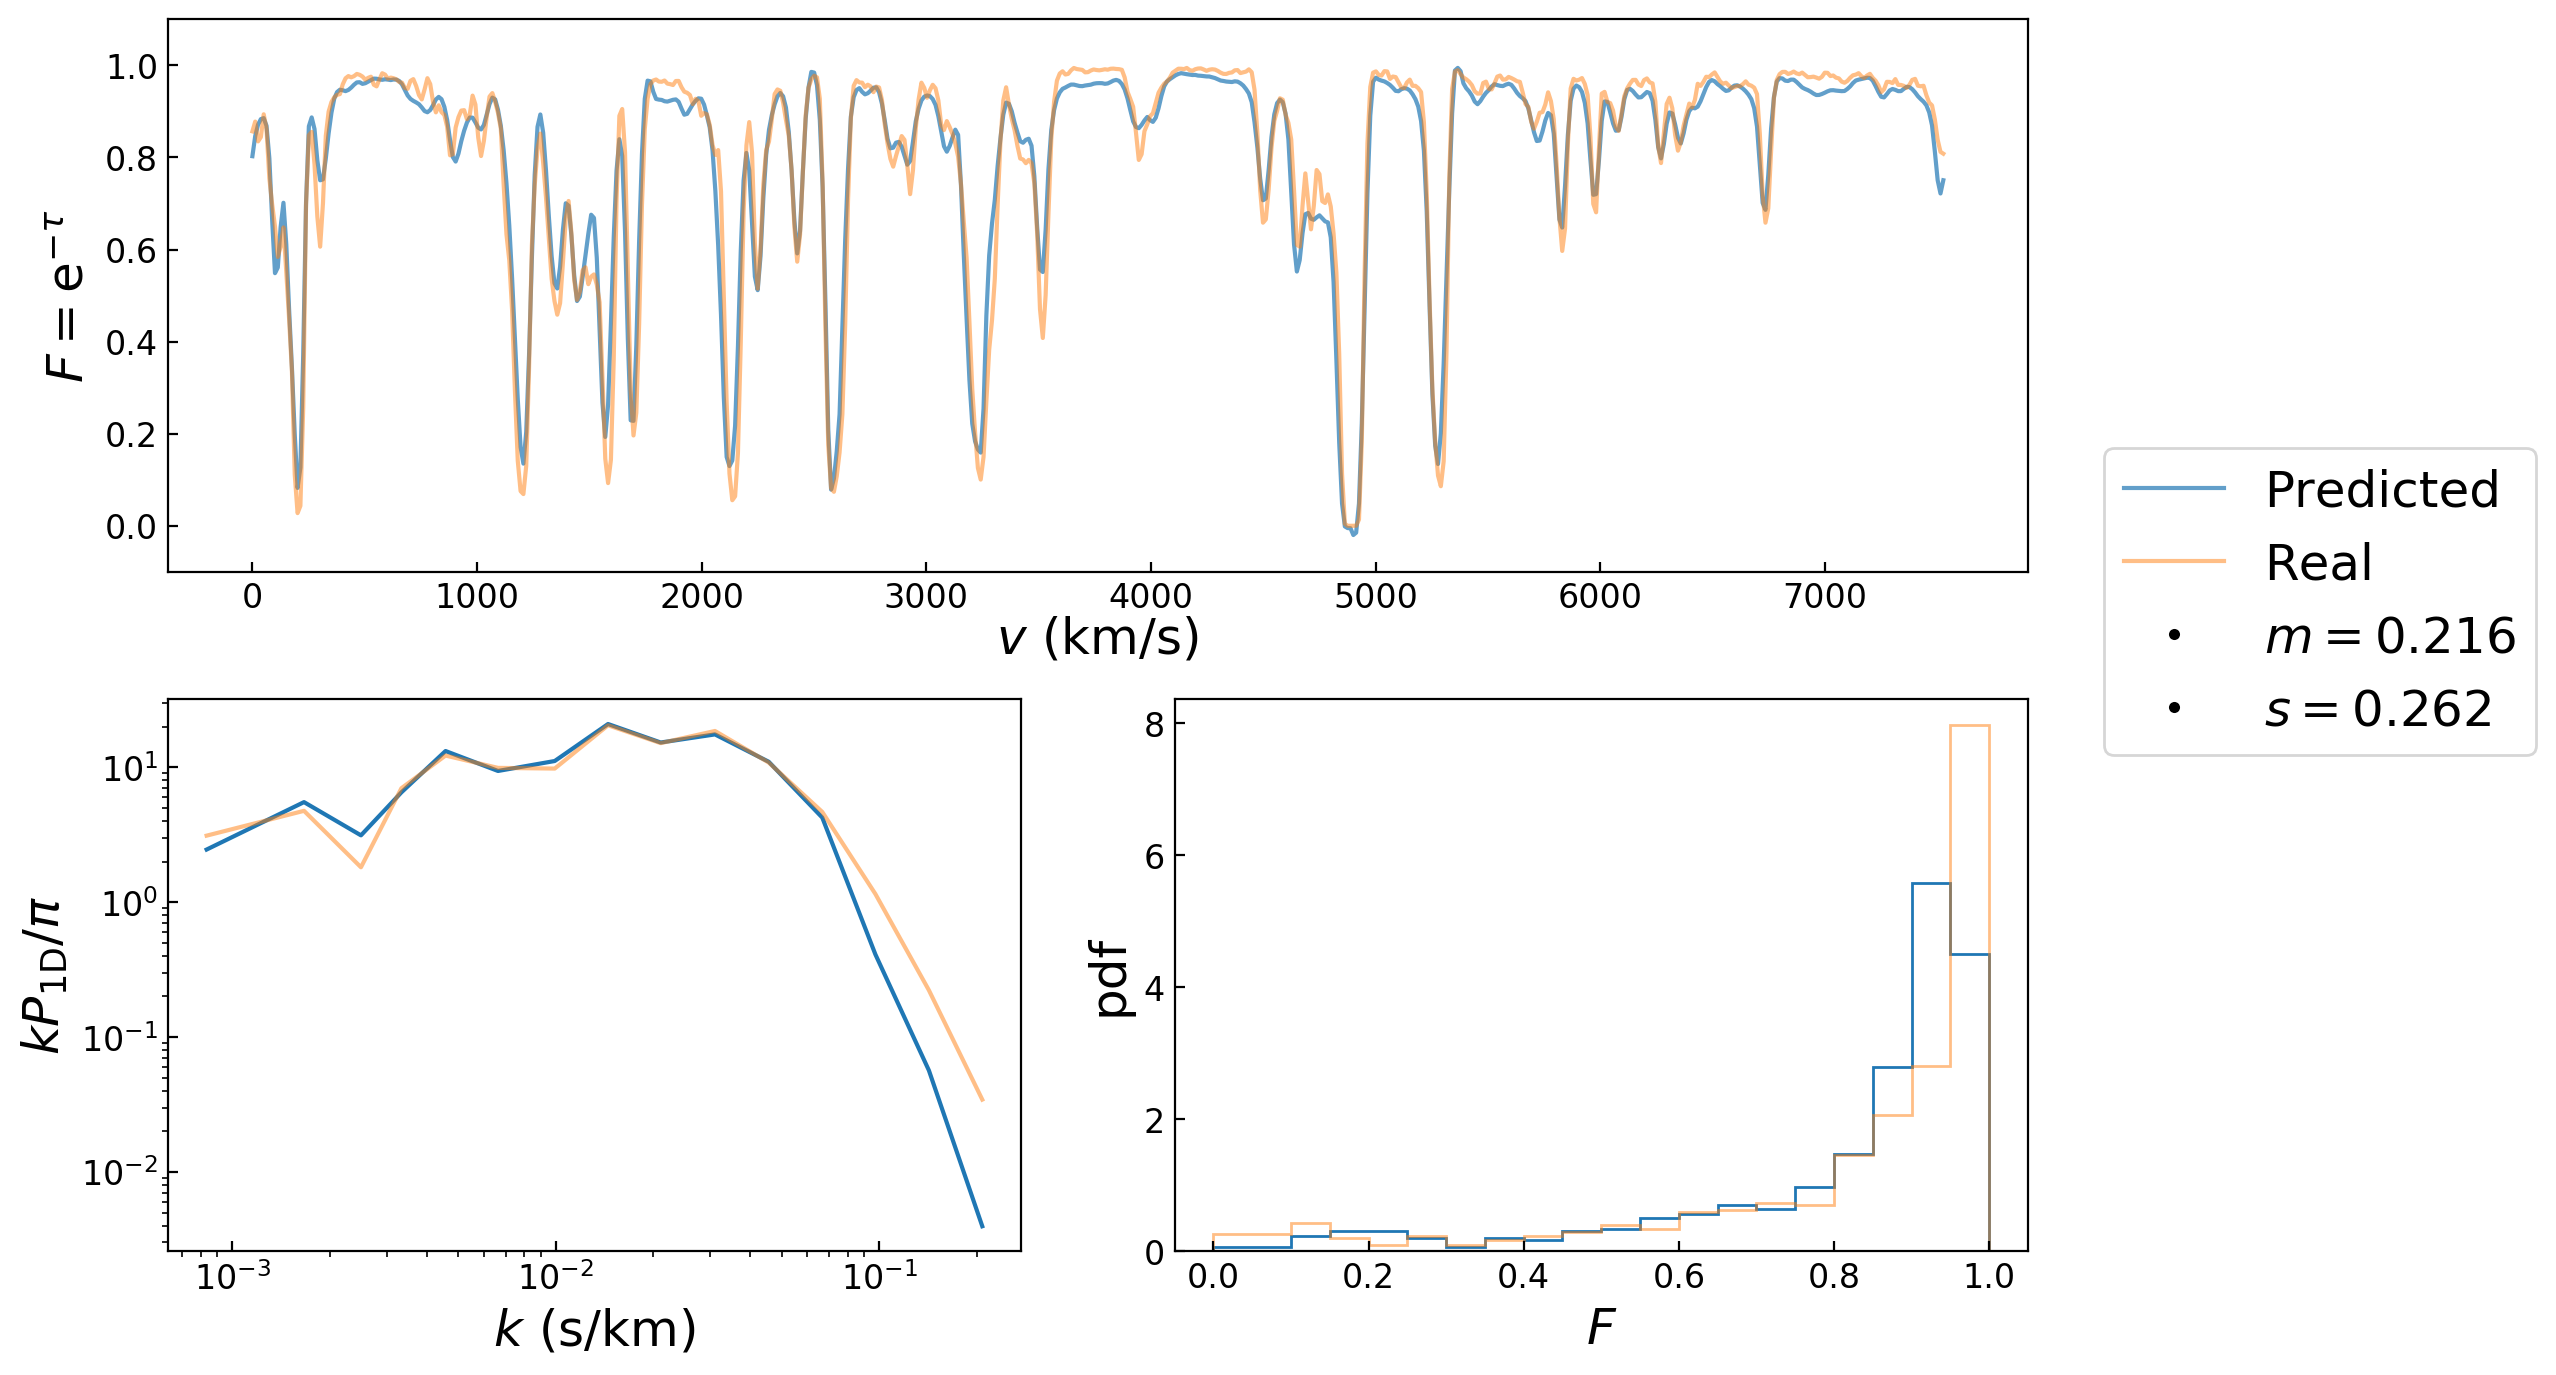 1.0
0.8
0.6
0.4
0.2
0.0
F = e^{−τ}
0 1000 2000 3000 4000 5000 6000 7000
v (km/s)
Predicted
Real
m = 0.216
s = 0.262
10^1
10^0
10^{−1}
10^{−2}
kP_{1D}/π
10^{−3} 10^{−2} 10^{−1}
k (s/km)
8
6
4
2
0
pdf
0.0 0.2 0.4 0.6 0.8 1.0
F